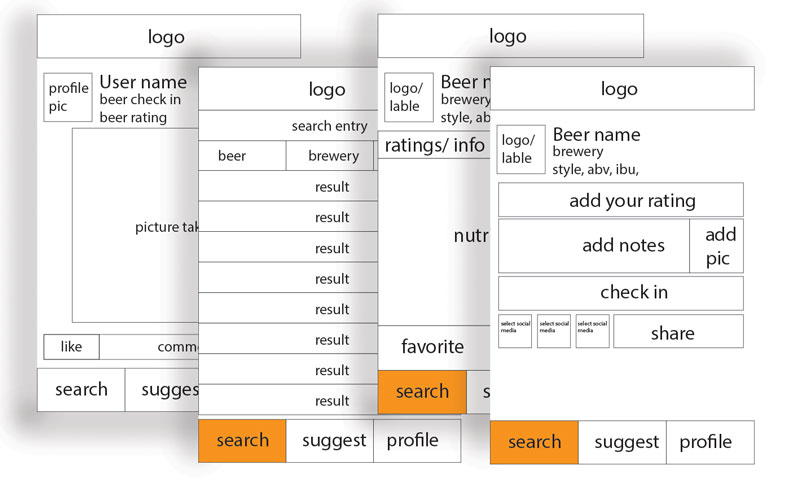 logo
profile
pic
User name
beer check in
beer rating
picture tak
like
comm
search
sugges
logo
search entry
beer
brewery
result
result
result
result
result
result
result
result
search
suggest
profile
logo
logo/
lable
Beer n
brewery
style, ab
ratings/ info
nutr
favorite
search
s
logo
logo/
lable
Beer name
brewery
style, abv, ibu,
add your rating
add notes
add
pic
check in
select social
media
select social
media
select social
media
share
search
suggest
profile